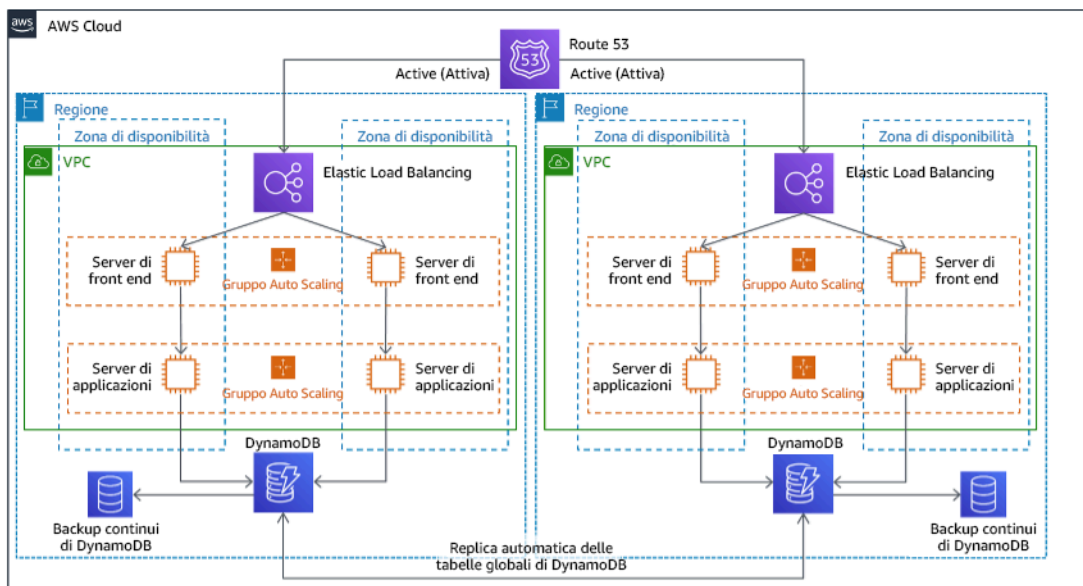 aws
AWS Cloud
53
Route 53
Active (Attiva)
Active (Attiva)
Regione
Zona di disponibilità
Zona di disponibilità
VPC
Elastic Load Balancing
Server di
front end
Gruppo Auto Scaling
Server di
front end
Server di
applicazioni
Gruppo Auto Scaling
Server di
applicazioni
DynamoDB
Backup continui
di DynamoDB
Regione
Zona di disponibilità
Zona di disponibilità
VPC
Elastic Load Balancing
Server di
front end
Gruppo Auto Scaling
Server di
front end
Server di
applicazioni
Gruppo Auto Scaling
Server di
applicazioni
DynamoDB
Backup continui
di DynamoDB
Replica automatica delle
tabelle globali di DynamoDB